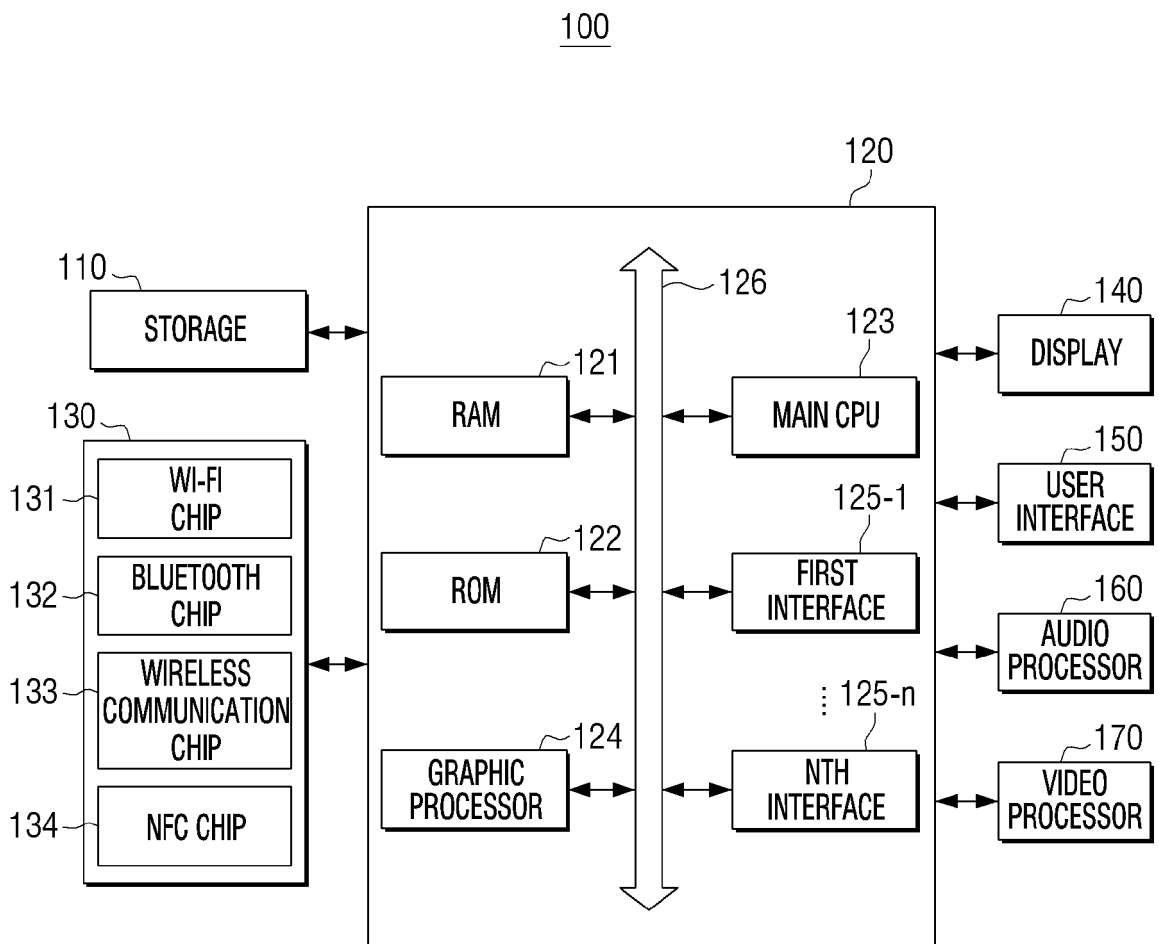 100
120
110
STORAGE
126
140
DISPLAY
121
RAM
123
MAIN CPU
130
131
WI-FI
CHIP
150
USER
INTERFACE
132
BLUETOOTH
CHIP
122
ROM
125-1
FIRST
INTERFACE
160
AUDIO
PROCESSOR
133
WIRELESS
COMMUNICATION
CHIP
124
GRAPHIC
PROCESSOR
125-n
NTH
INTERFACE
170
VIDEO
PROCESSOR
134
NFC CHIP